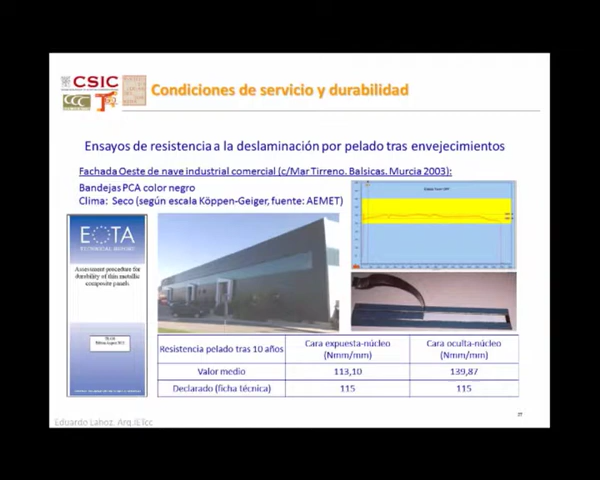 CSIC
Condiciones de servicio y durabilidad
Ensayos de resistencia a la deslaminación por pelado tras envejecimientos
Fachada Oeste de nave industrial comercial (c/Mar Tirreno. Balsicas. Murcia 2003):
Bandejas PCA color negro
Clima: Seco (según escala Köppen-Geiger, fuente: AEMET)
EOTA
TECHNICAL REPORT
Assessment procedure for
durability of thin metallic
composite panels
Resistencia pelado tras 10 años
Cara expuesta-núcleo
(Nmm/mm)
Cara oculta-núcleo
(Nmm/mm)
Valor medio
113,10
139,87
Declarado (ficha técnica)
115
115
Eduardo Lahoz. Arq.IETcc